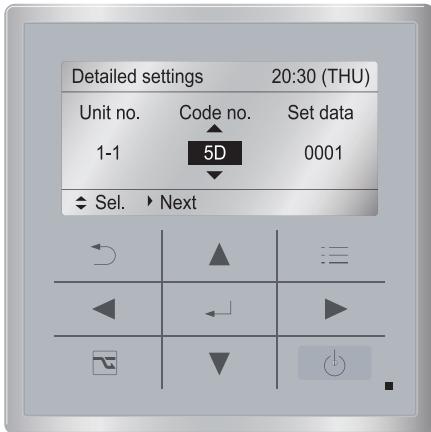 Detailed settings 20:30 (THU)
Unit no. Code no. Set data
1-1 5D 0001
Sel. Next